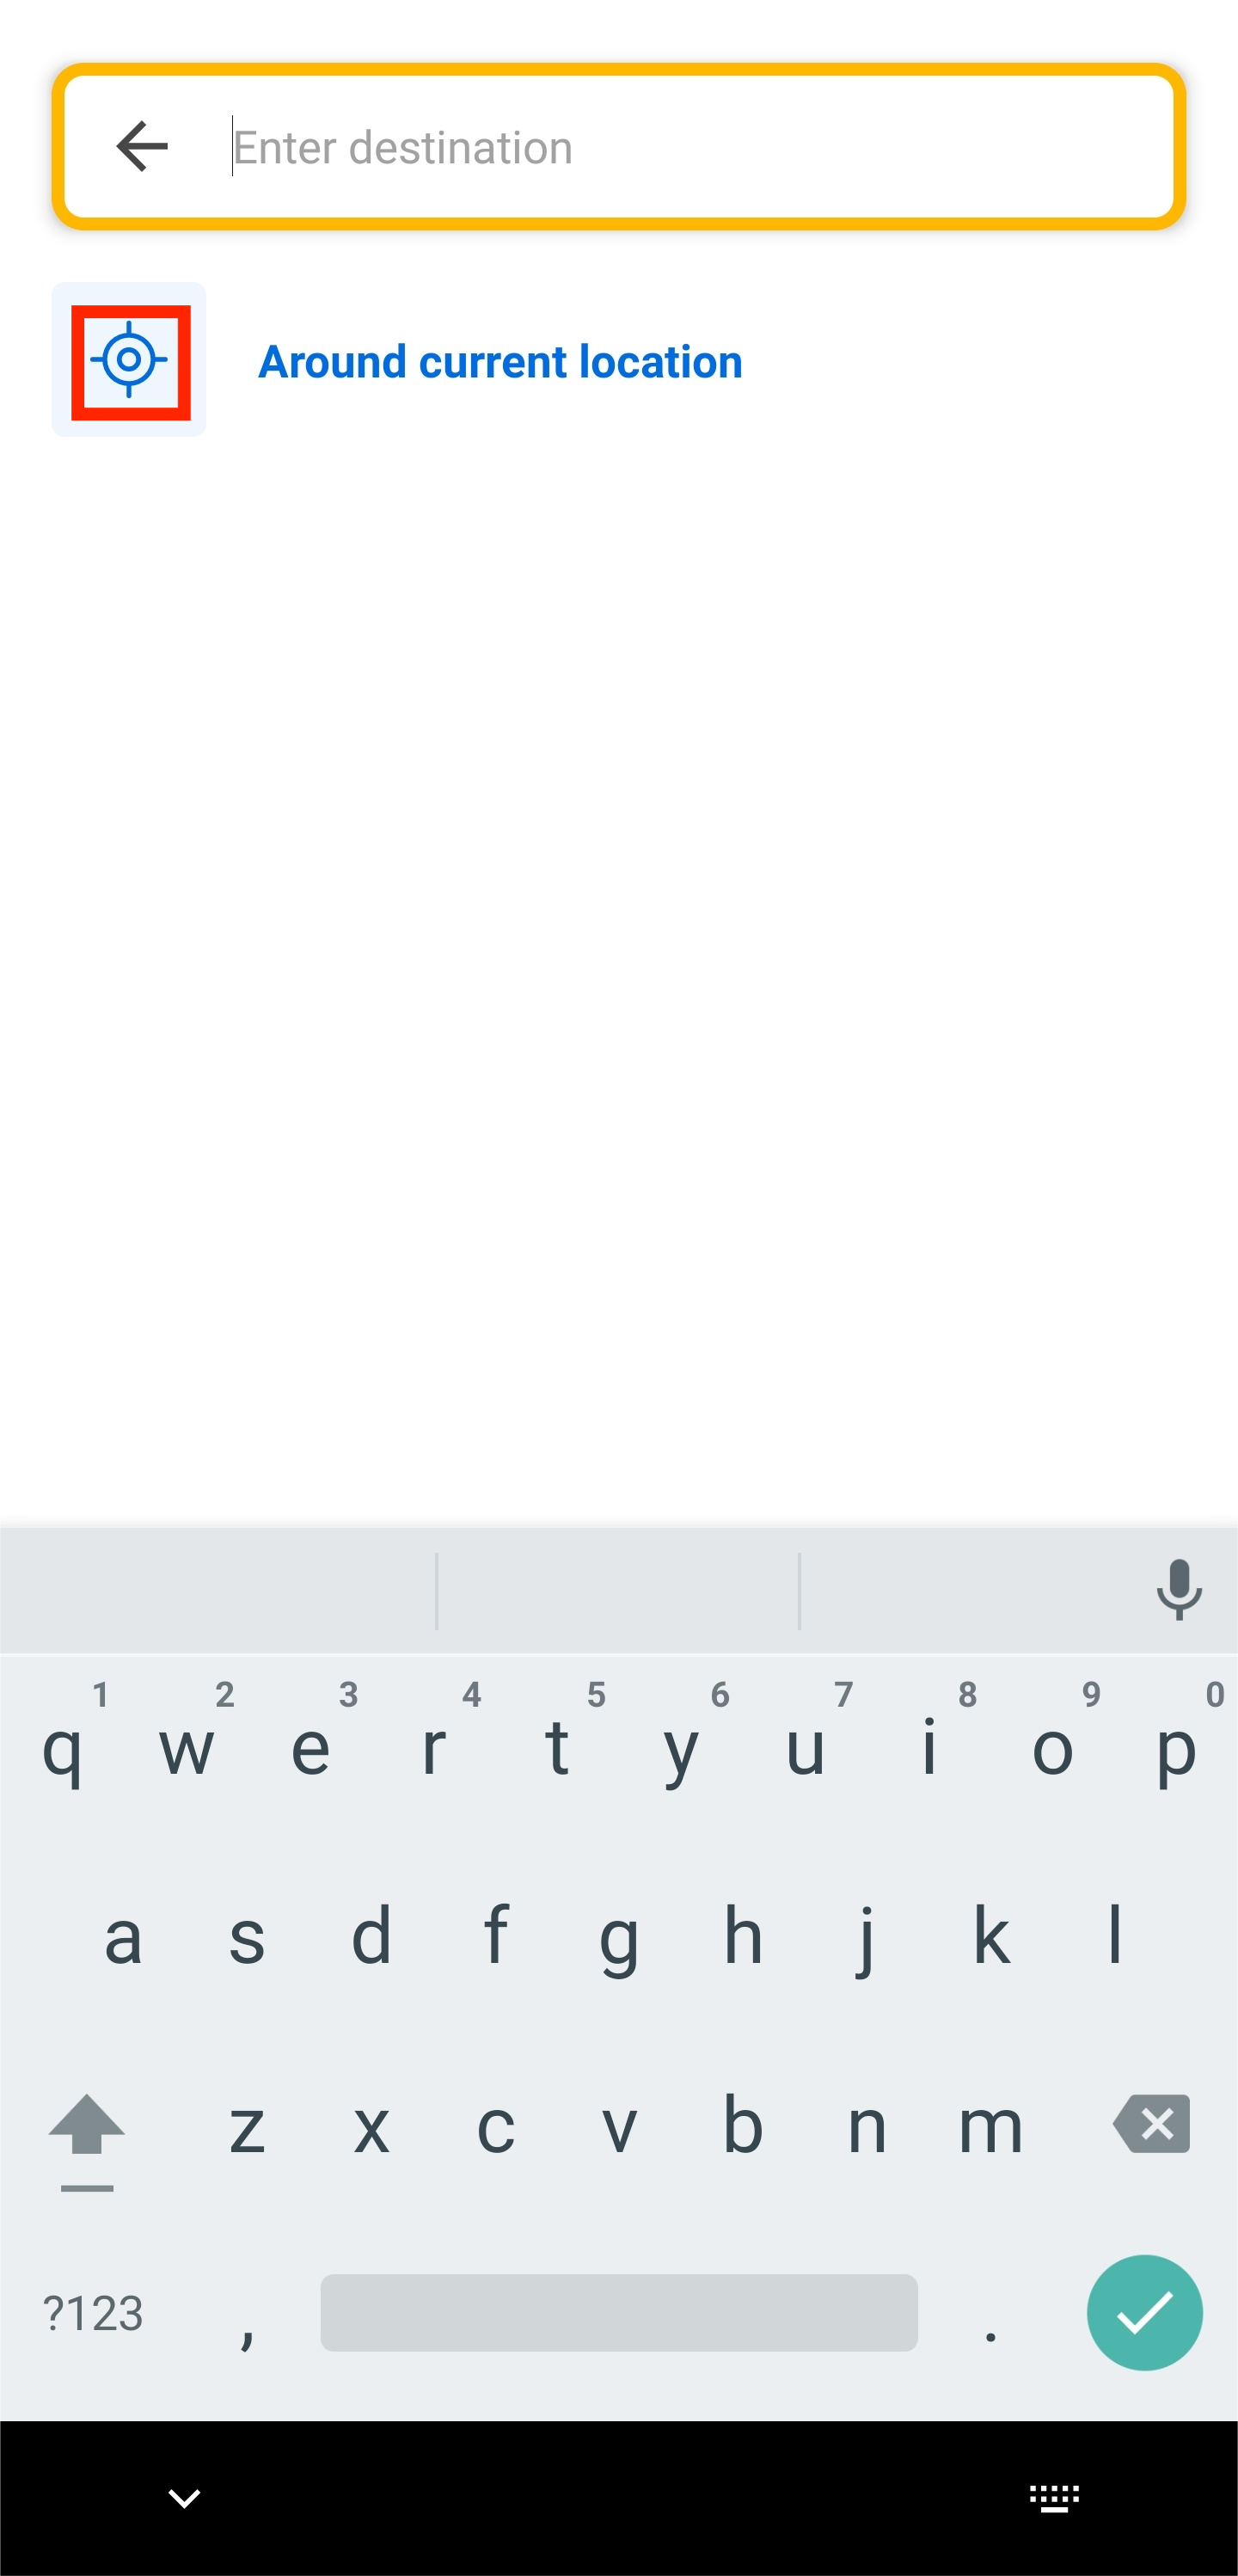 Enter destination
Around current location
1 2 3 4 5 6 7 8 9 0
q w e r t y u i o p
a s d f g h j k l
z x c v b n m
?123 , .